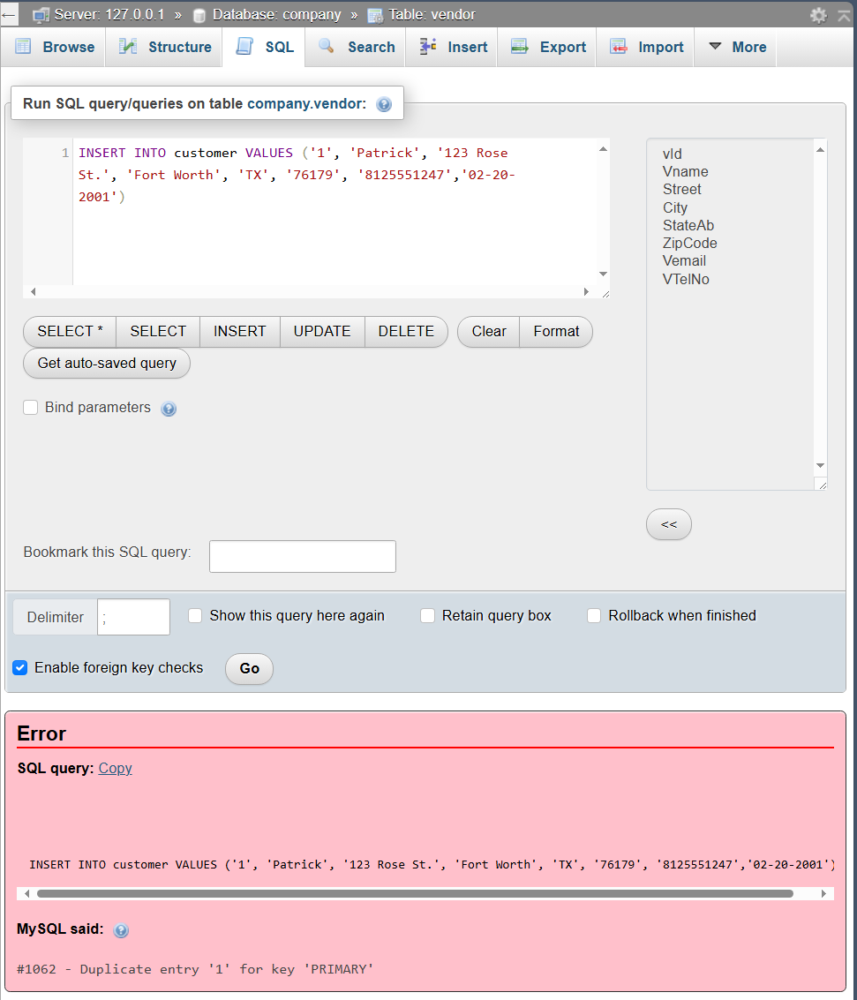 ← Server: 127.0.0.1 » Database: company » Table: vendor
Browse Structure SQL Search Insert Export Import More
Run SQL query/queries on table company.vendor:
1 INSERT INTO customer VALUES ('1', 'Patrick', '123 Rose
St.', 'Fort Worth', 'TX', '76179', '8125551247','02-20-
2001')
vId
Vname
Street
City
StateAb
ZipCode
Vemail
VTelNo
SELECT * SELECT INSERT UPDATE DELETE Clear Format
Get auto-saved query
Bind parameters
<<
Bookmark this SQL query:
Delimiter ; Show this query here again Retain query box Rollback when finished
Enable foreign key checks Go
Error
SQL query: Copy
INSERT INTO customer VALUES ('1', 'Patrick', '123 Rose St.', 'Fort Worth', 'TX', '76179', '8125551247','02-20-2001')
MySQL said:
#1062 - Duplicate entry '1' for key 'PRIMARY'